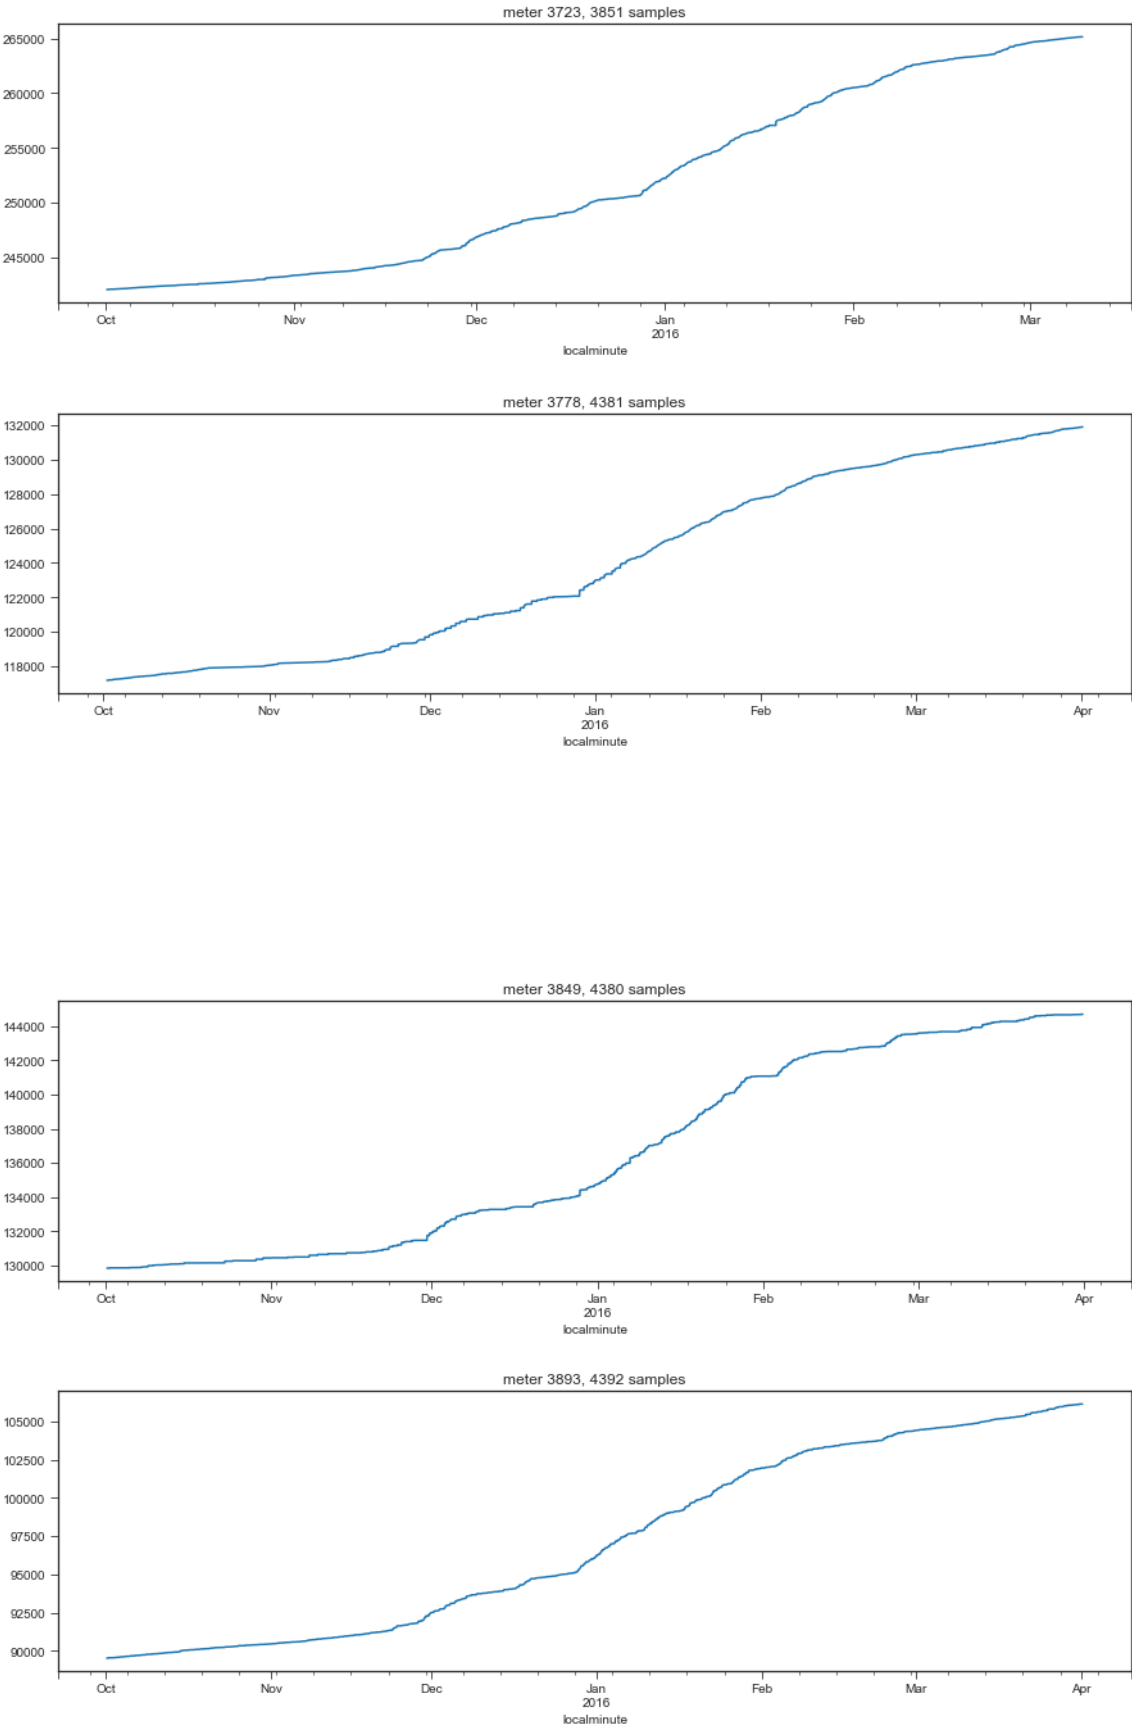 meter 3723, 3851 samples
265000
260000
255000
250000
245000
Oct Nov Dec Jan Feb Mar
2016
localminute
meter 3778, 4381 samples
132000
130000
128000
126000
124000
122000
120000
118000
Oct Nov Dec Jan Feb Mar Apr
2016
localminute
meter 3849, 4380 samples
144000
142000
140000
138000
136000
134000
132000
130000
Oct Nov Dec Jan Feb Mar Apr
2016
localminute
meter 3893, 4392 samples
105000
102500
100000
97500
95000
92500
90000
Oct Nov Dec Jan Feb Mar Apr
2016
localminute